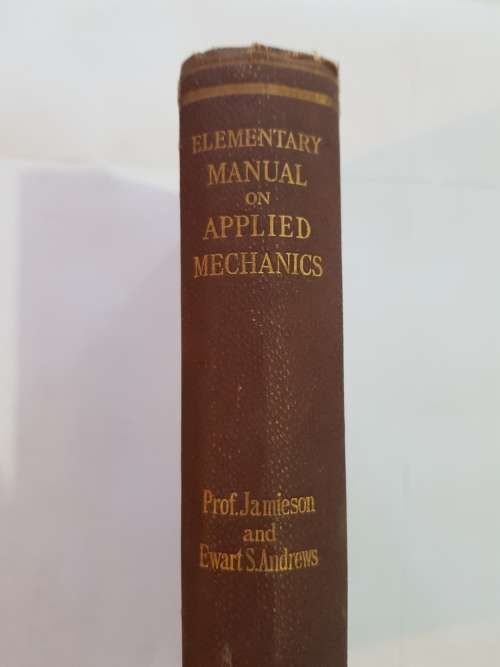 ELEMENTARY
MANUAL
ON
APPLIED
MECHANICS
Prof. Jamieson
and
Ewart S. Andrews